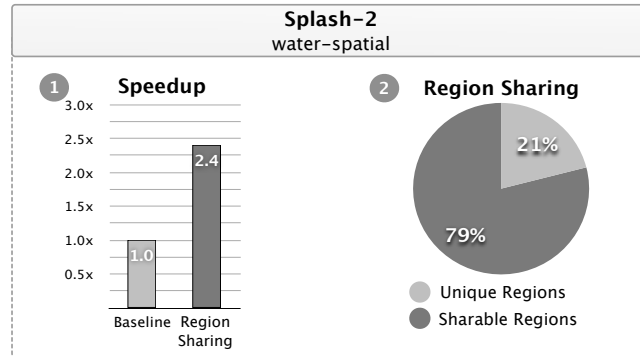 Splash-2
water-spatial
1 Speedup
3.0x
2.5x
2.0x
1.5x
1.0x
0.5x
1.0
2.4
Baseline
Region
Sharing
2 Region Sharing
21%
79%
Unique Regions
Sharable Regions